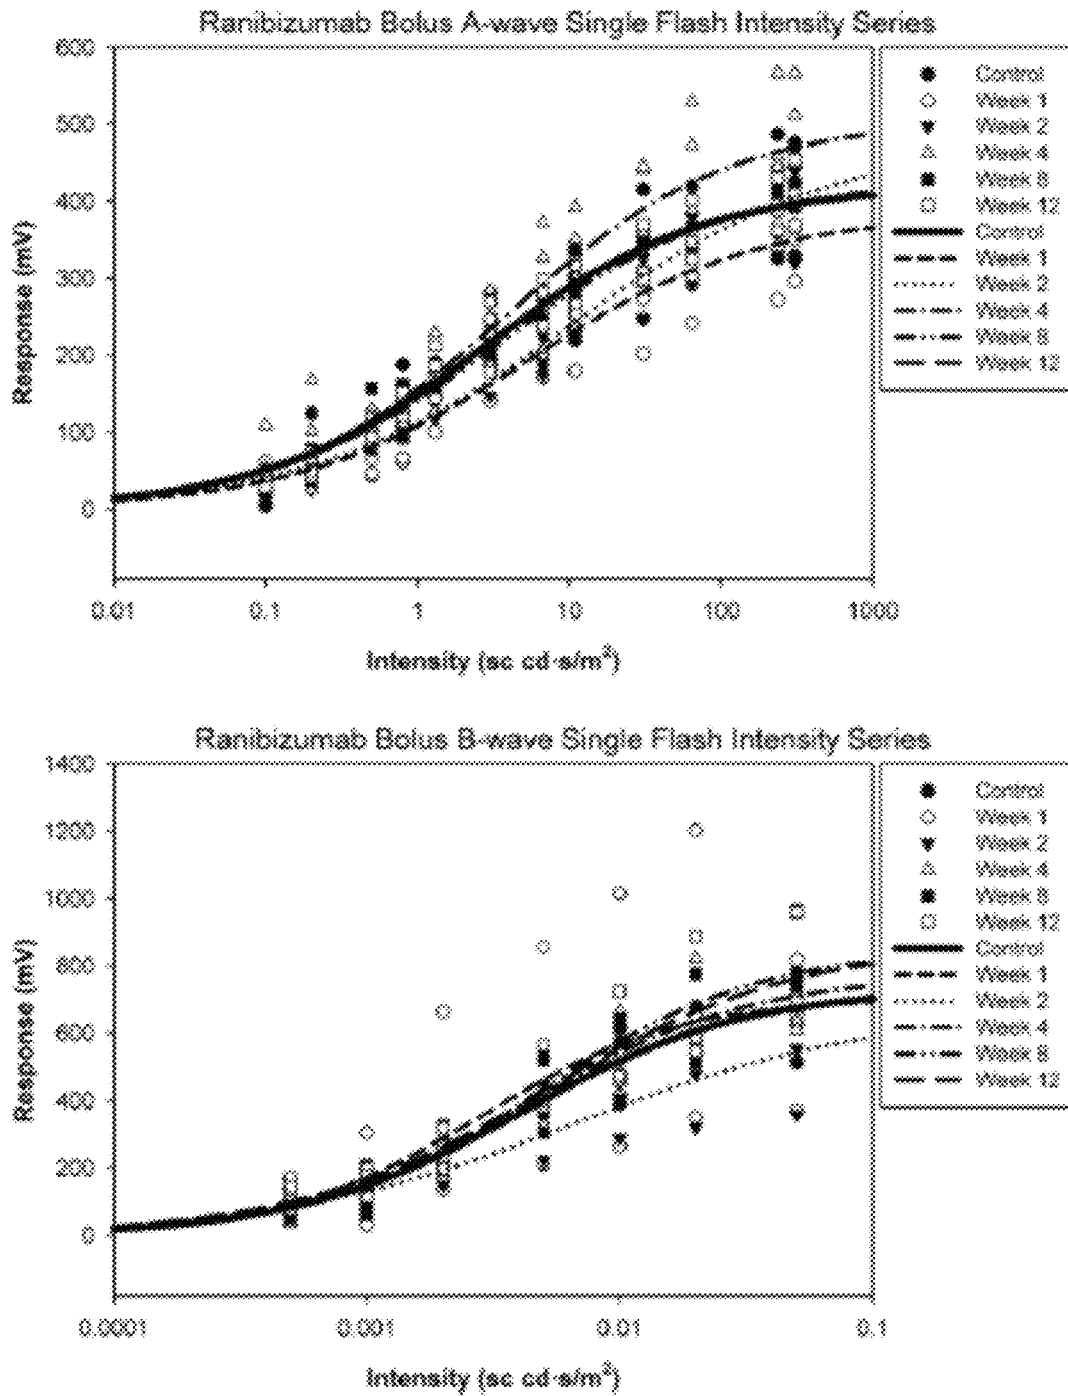 Ranibizumab Bolus A-wave Single Flash Intensity Series
600
500
400
300
200
100
0
Response (mV)
0.01 0.1 1 10 100 1000
Intensity (sc cd·s/m²)
Control
Week 1
Week 2
Week 4
Week 8
Week 12
Control
Week 1
Week 2
Week 4
Week 8
Week 12
Ranibizumab Bolus B-wave Single Flash Intensity Series
1400
1200
1000
800
600
400
200
0
Response (mV)
0.0001 0.001 0.01 0.1
Intensity (sc cd·s/m²)
Control
Week 1
Week 2
Week 4
Week 8
Week 12
Control
Week 1
Week 2
Week 4
Week 8
Week 12